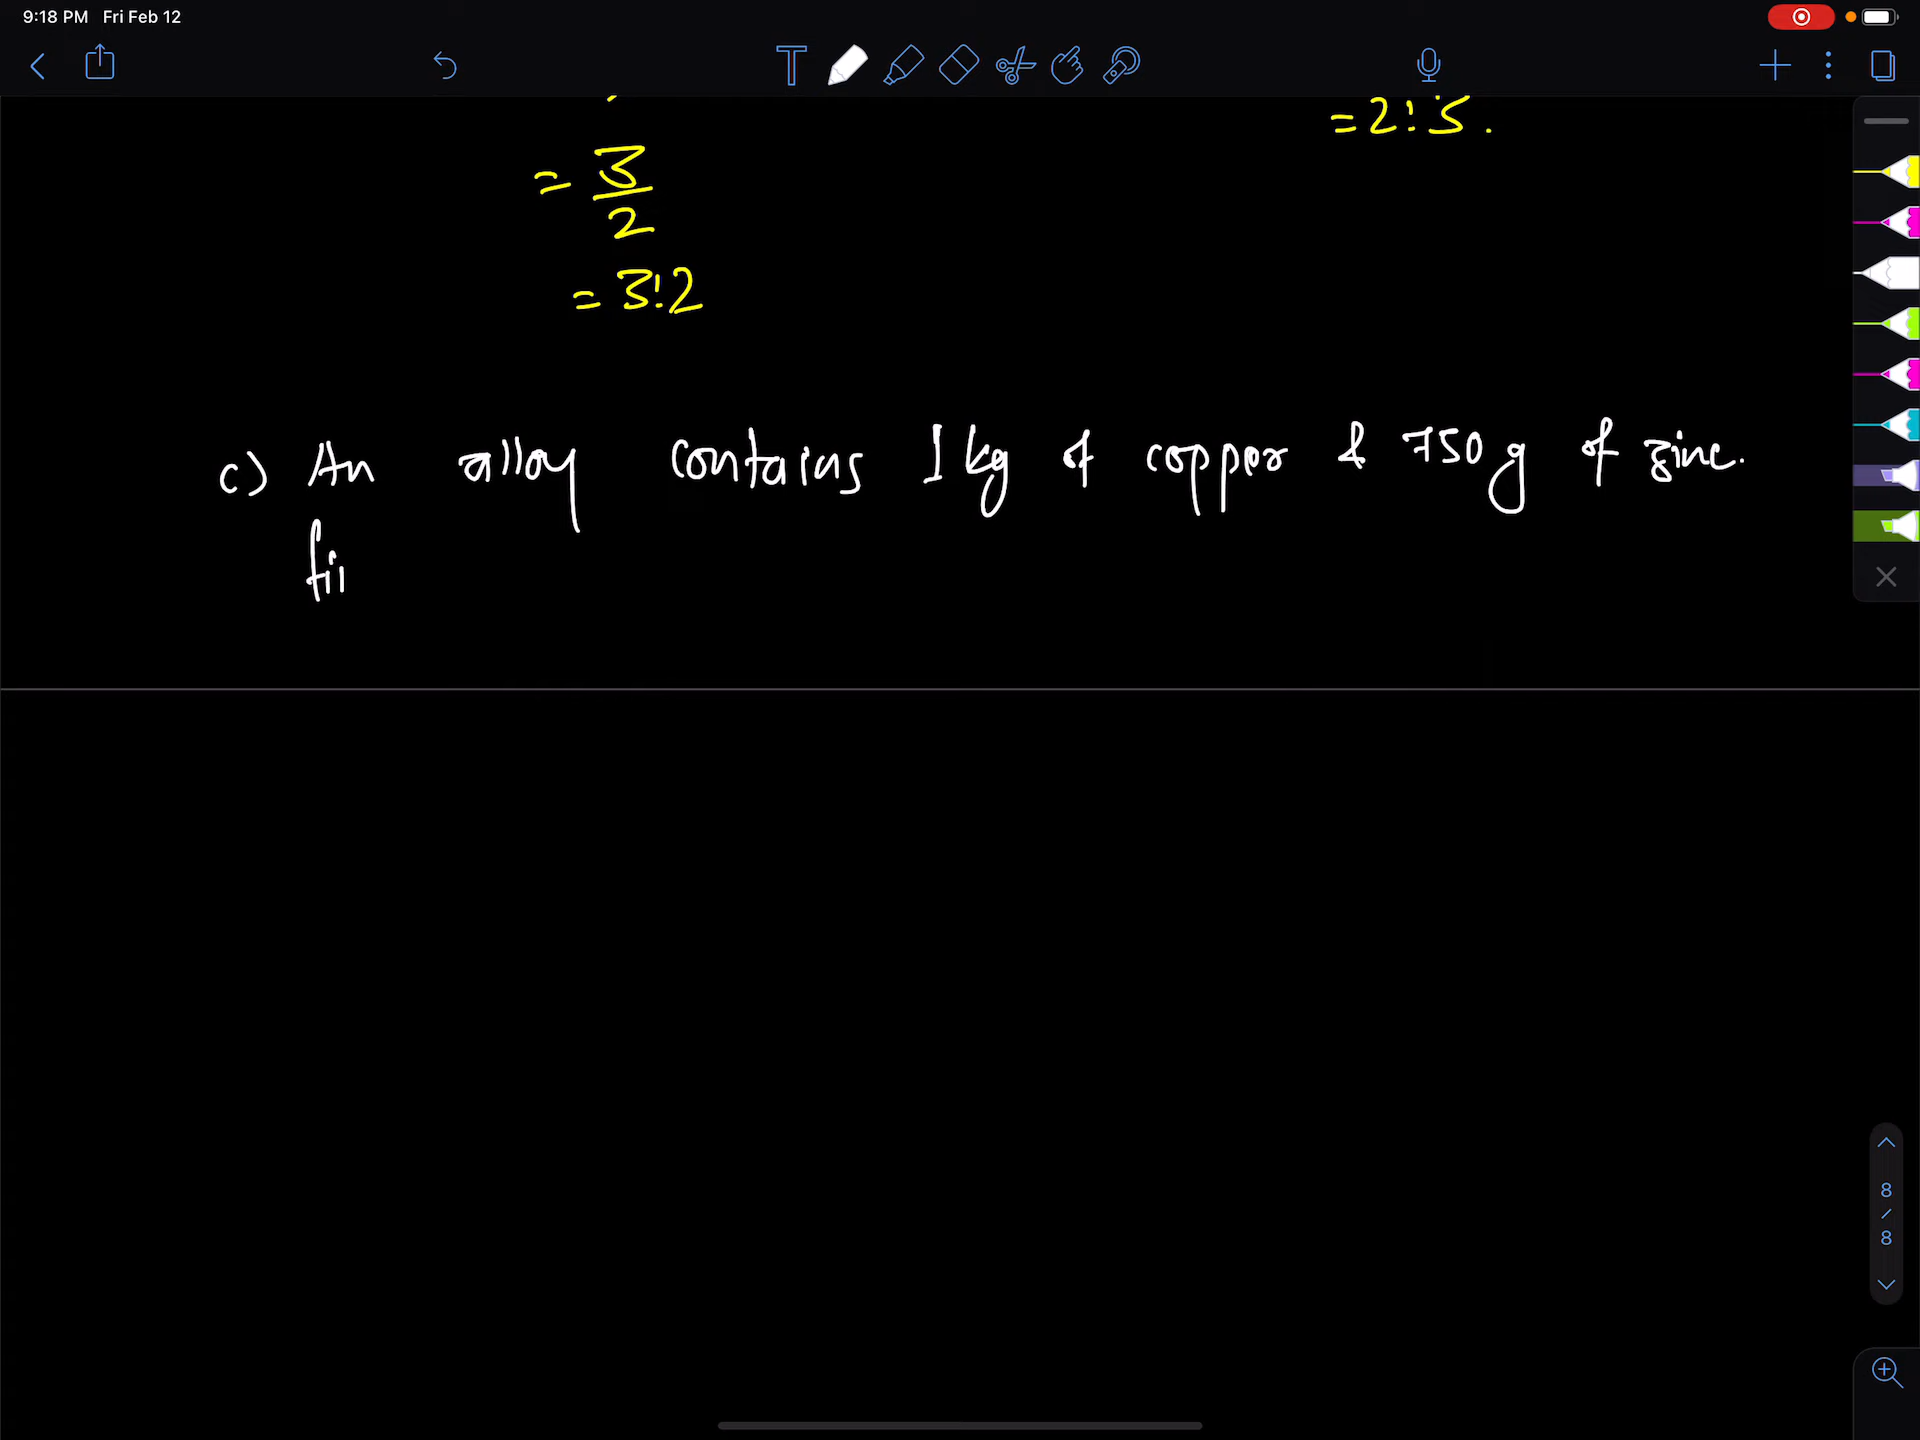 9:18 PM Fri Feb 12
T
= 2:5.
= 3/2
= 3:2
c) An alloy contains 1 kg of copper & 750 g of zinc.
fin
8
/
8